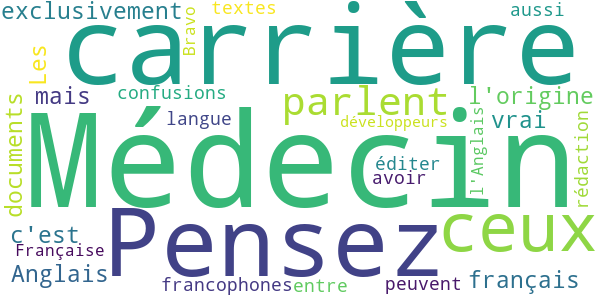 exclusivement
carrière
Bravo
textes
aussi
Les
mais
confusions
parlent
l'origine
documents
Médecin
langue
développeurs
vrai
l'Anglais
rédaction
éditer
avoir
c'est
Pensez
ceux
Française
Anglais
francophones
entre
peuvent
français